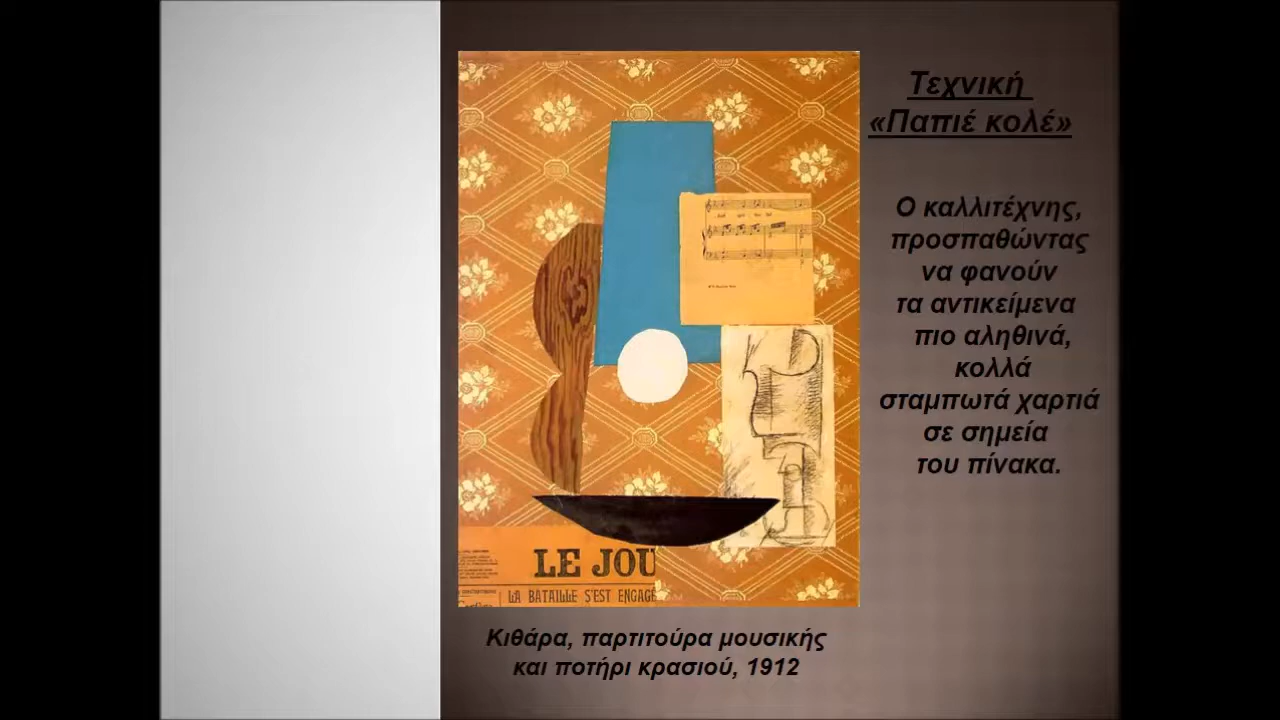 Τεχνική
«Παπιέ κολέ»
Ο καλλιτέχνης,
προσπαθώντας
να φανούν
τα αντικείμενα
πιο αληθινά,
κολλά
σταμπωτά χαρτιά
σε σημεία
του πίνακα.
LE JOU
LA BATAILLE S'EST ENGAGÉ
Κιθάρα, παρτιτούρα μουσικής
και ποτήρι κρασιού, 1912